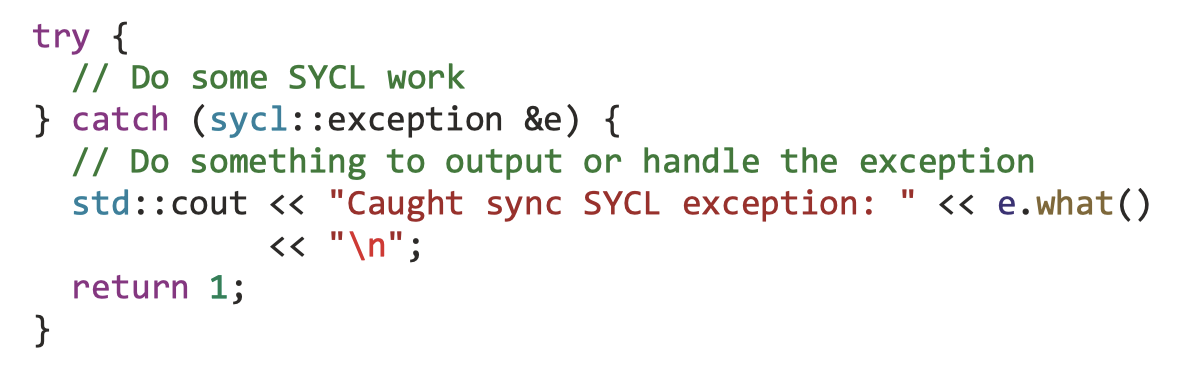 try {
  // Do some SYCL work
} catch (sycl::exception &e) {
  // Do something to output or handle the exception
  std::cout << "Caught sync SYCL exception: " << e.what()
            << "\n";
  return 1;
}